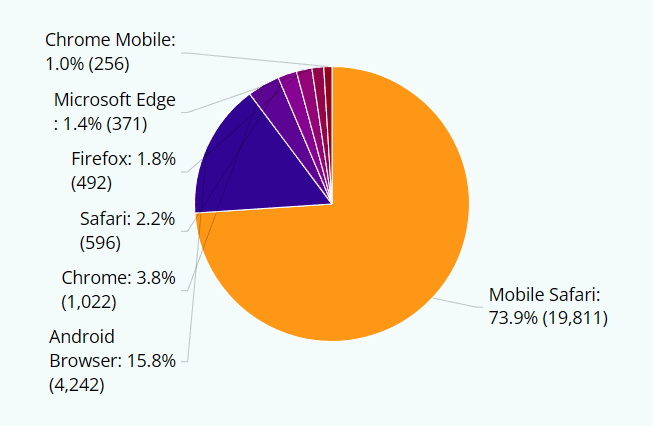 Chrome Mobile:
1.0% (256)
Microsoft Edge
: 1.4% (371)
Firefox: 1.8%
(492)
Safari: 2.2%
(596)
Chrome: 3.8%
(1,022)
Android
Browser: 15.8%
(4,242)
Mobile Safari:
73.9% (19,811)